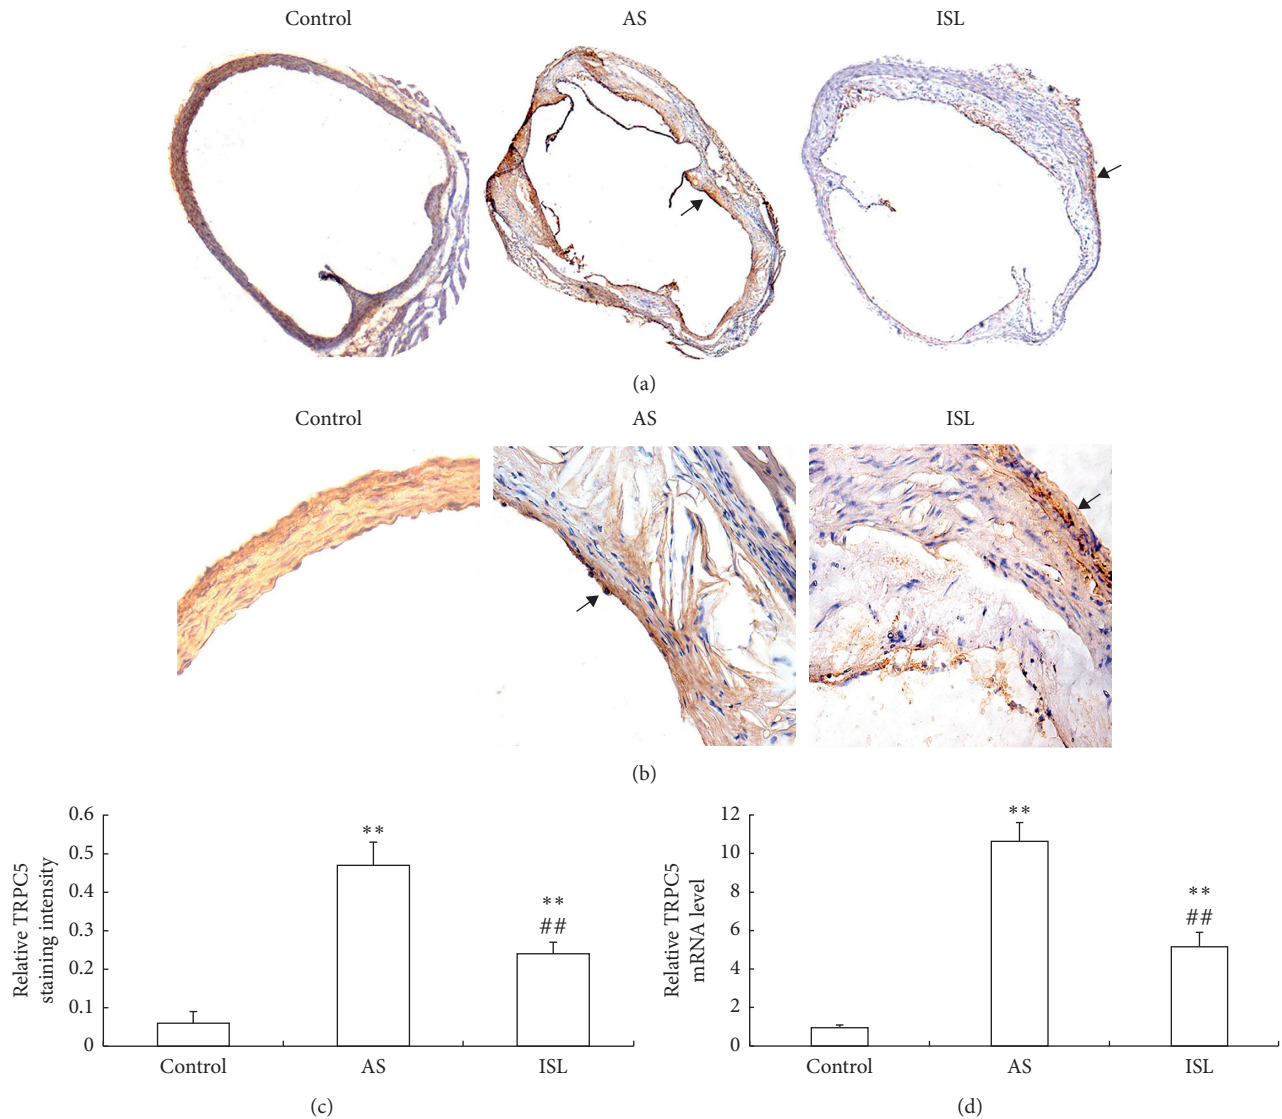 Control AS ISL
(a)
Control AS ISL
(b)
Relative TRPC5
staining intensity
0.6
0.5
0.4
0.3
0.2
0.1
0
**
**
##
Control AS ISL
(c)
Relative TRPC5
mRNA level
12
10
8
6
4
2
0
**
**
##
Control AS ISL
(d)